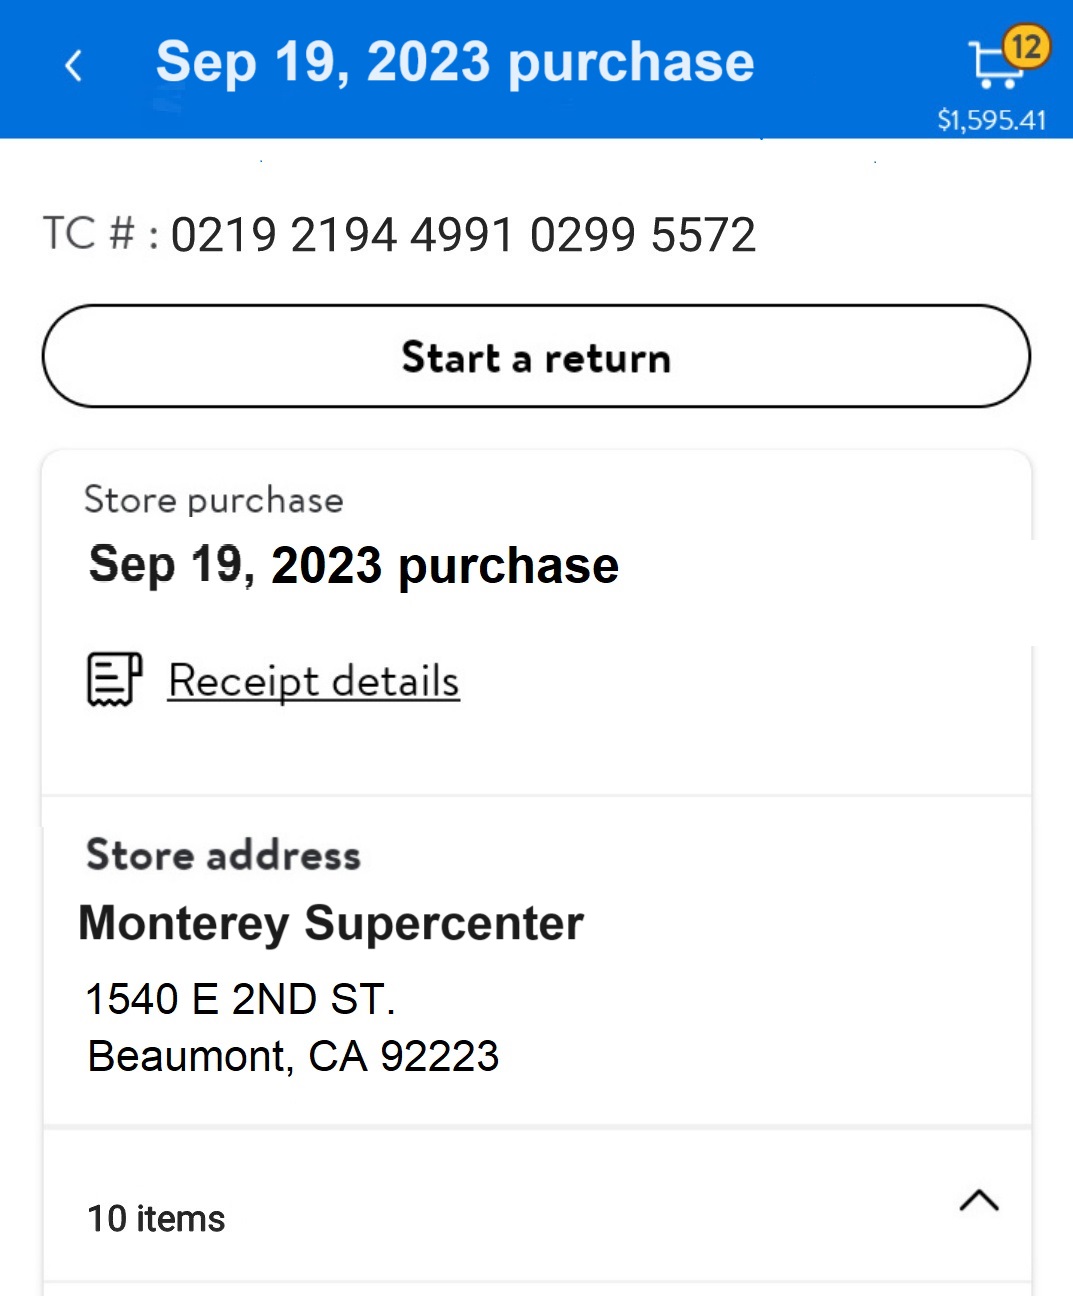 Sep 19, 2023 purchase
12
$1,595.41
TC # : 0219 2194 4991 0299 5572
Start a return
Store purchase
Sep 19, 2023 purchase
Receipt details
Store address
Monterey Supercenter
1540 E 2ND ST.
Beaumont, CA 92223
10 items